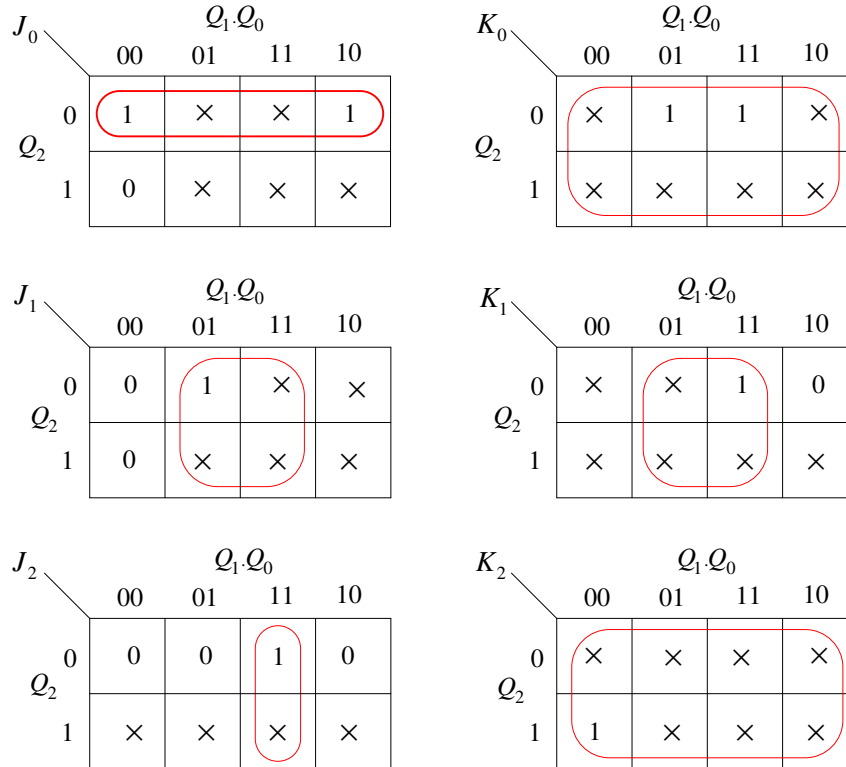 J₀ Q₁.Q₀ K₀ Q₁.Q₀
00 01 11 10 00 01 11 10
0 1 × × 1 0 × 1 1 ×
Q₂ Q₂
1 0 × × × 1 × × × ×
J₁ Q₁.Q₀ K₁ Q₁.Q₀
00 01 11 10 00 01 11 10
0 0 1 × × 0 × × 1 0
Q₂ Q₂
1 0 × × × 1 × × × ×
J₂ Q₁.Q₀ K₂ Q₁.Q₀
00 01 11 10 00 01 11 10
0 0 0 1 0 0 × × × ×
Q₂ Q₂
1 × × × × 1 1 × × ×